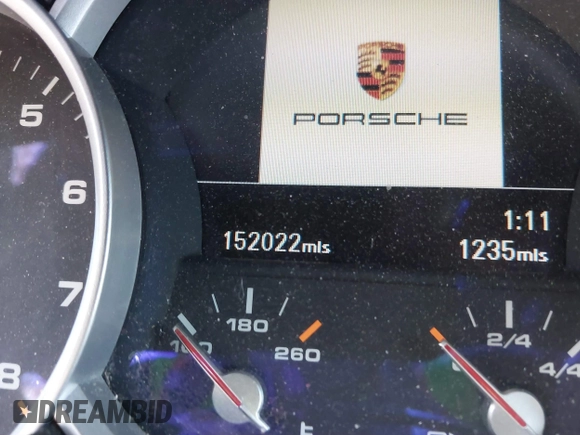 PORSCHE
5
6
7
8
1:11
152022mls
1235mls
180
260
2/4
4/4
DREAMBID